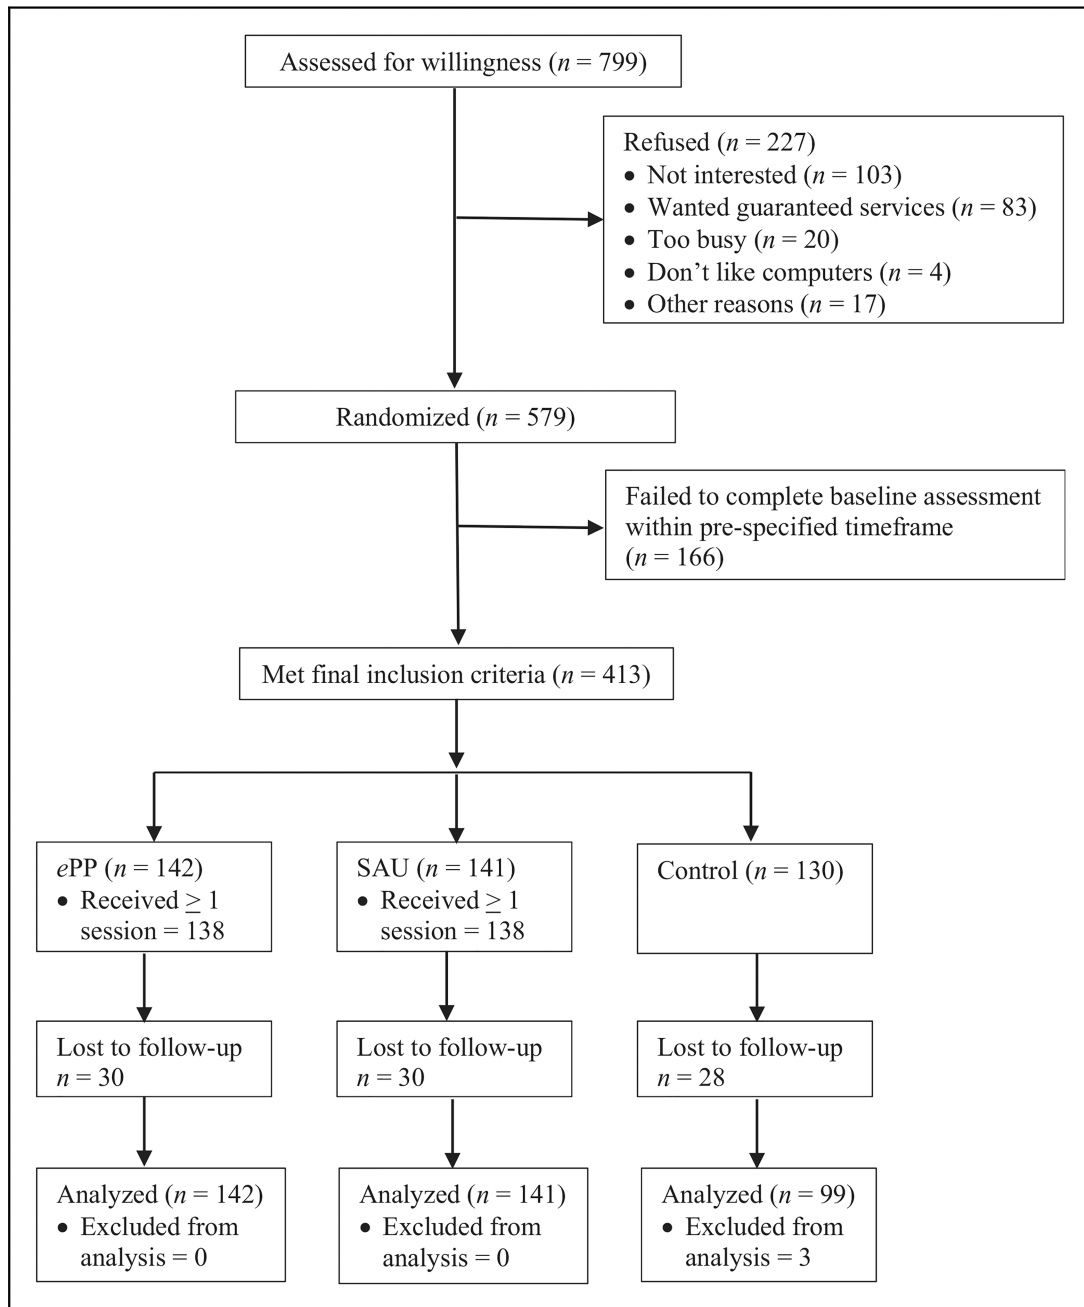 Assessed for willingness (n = 799)
Refused (n = 227)
• Not interested (n = 103)
• Wanted guaranteed services (n = 83)
• Too busy (n = 20)
• Don’t like computers (n = 4)
• Other reasons (n = 17)
Randomized (n = 579)
Failed to complete baseline assessment
within pre-specified timeframe
(n = 166)
Met final inclusion criteria (n = 413)
ePP (n = 142)
• Received ≥ 1
session = 138
SAU (n = 141)
• Received ≥ 1
session = 138
Control (n = 130)
Lost to follow-up
n = 30
Lost to follow-up
n = 30
Lost to follow-up
n = 28
Analyzed (n = 142)
• Excluded from
analysis = 0
Analyzed (n = 141)
• Excluded from
analysis = 0
Analyzed (n = 99)
• Excluded from
analysis = 3